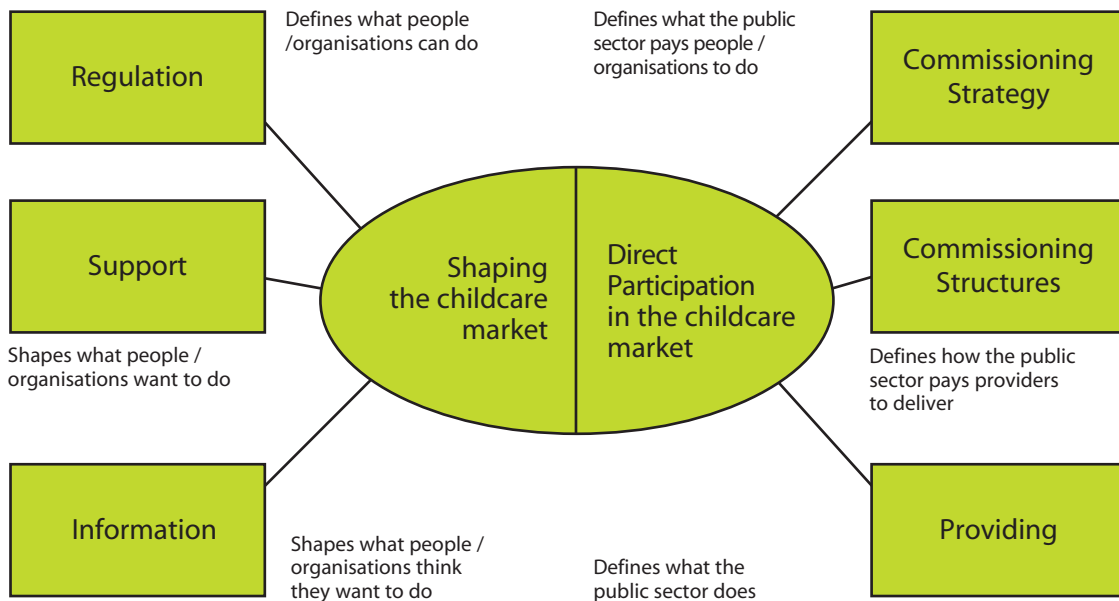 Regulation
Defines what people
/organisations can do
Defines what the public
sector pays people /
organisations to do
Commissioning
Strategy
Support
Shapes what people /
organisations want to do
Shaping
the childcare
market
Direct
Participation
in the childcare
market
Commissioning
Structures
Defines how the public
sector pays providers
to deliver
Information
Shapes what people /
organisations think
they want to do
Defines what the
public sector does
Providing